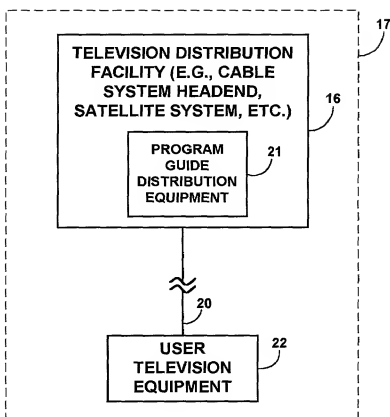 17
TELEVISION DISTRIBUTION
FACILITY (E.G., CABLE
SYSTEM HEADEND,
SATELLITE SYSTEM, ETC.)
16
PROGRAM
GUIDE
DISTRIBUTION
EQUIPMENT
21
20
USER
TELEVISION
EQUIPMENT
22